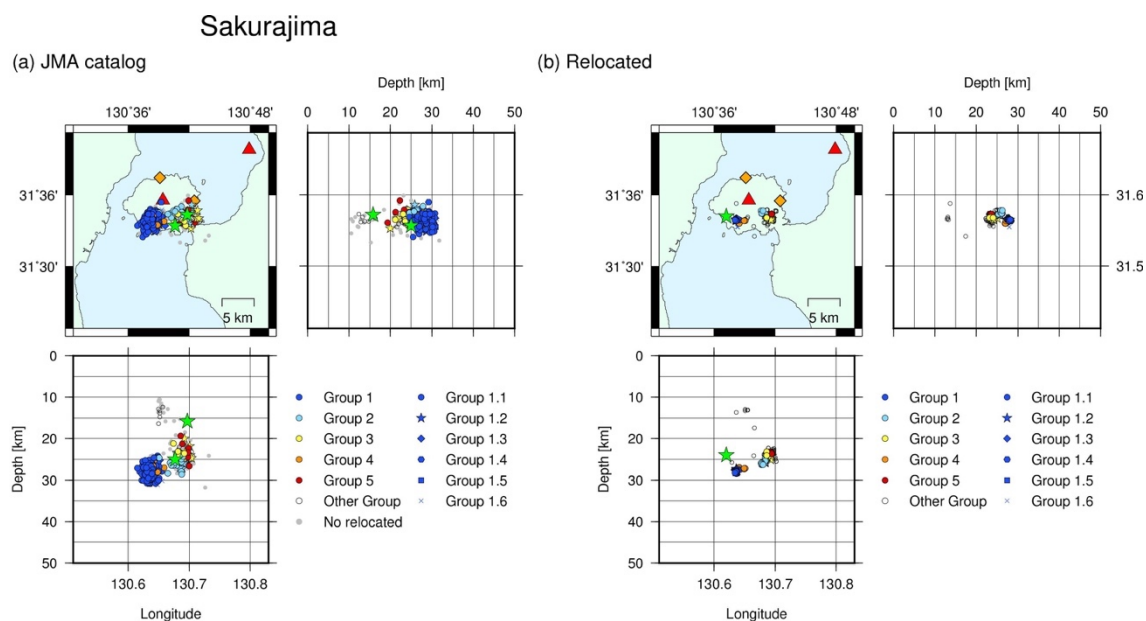 Sakurajima
(a) JMA catalog
(b) Relocated
Depth [km]
Depth [km]
130˚36' 130˚48' 0 10 20 30 40 50
130˚36' 130˚48' 0 10 20 30 40 50
31˚36'
31˚36' 31.6
31˚30'
31˚30' 31.5
5 km
5 km
0
10
20
30
40
50
Depth [km]
130.6 130.7 130.8
Longitude
Group 1 Group 1.1
Group 2 Group 1.2
Group 3 Group 1.3
Group 4 Group 1.4
Group 5 Group 1.5
Other Group Group 1.6
No relocated
0
10
20
30
40
50
Depth [km]
130.6 130.7 130.8
Longitude
Group 1 Group 1.1
Group 2 Group 1.2
Group 3 Group 1.3
Group 4 Group 1.4
Group 5 Group 1.5
Other Group Group 1.6